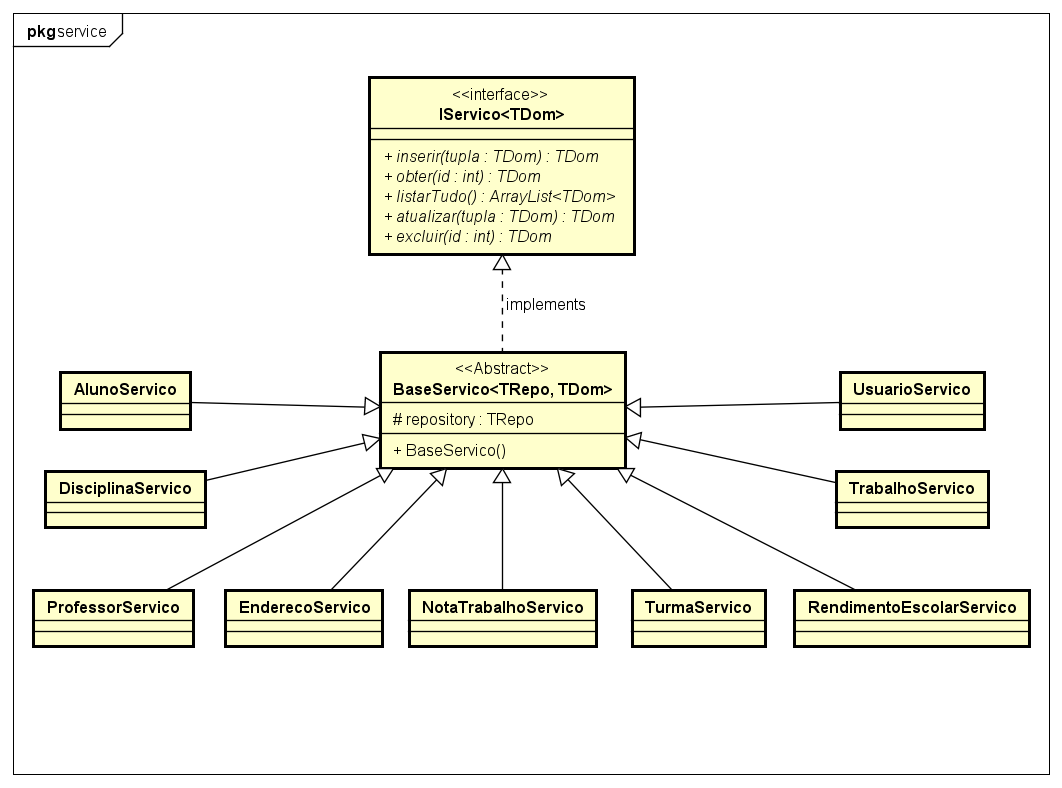 pkg service
<<interface>>
IServico<TDom>
+ inserir(tupla : TDom) : TDom
+ obter(id : int) : TDom
+ listarTudo() : ArrayList<TDom>
+ atualizar(tupla : TDom) : TDom
+ excluir(id : int) : TDom
implements
<<Abstract>>
BaseServico<TRepo, TDom>
# repository : TRepo
+ BaseServico()
AlunoServico
UsuarioServico
DisciplinaServico
TrabalhoServico
ProfessorServico
EnderecoServico
NotaTrabalhoServico
TurmaServico
RendimentoEscolarServico